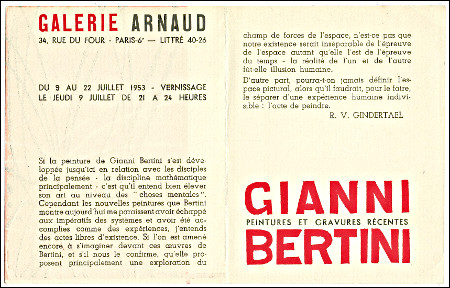 GALERIE ARNAUD
34, RUE DU FOUR - PARIS-6e — LITTRÉ 40-26
DU 9 AU 22 JUILLET 1953 - VERNISSAGE
LE JEUDI 9 JUILLET DE 21 A 24 HEURES
Si la peinture de Gianni Bertini s'est déve-
loppée jusqu'ici en relation avec les disciples
de la pensée - la discipline mathématique
principalement - c'est qu'il entend bien élever
son art au niveau des "choses mentales".
Cependant les nouvelles peintures que Bertini
montre aujourd'hui me paraissent avoir échappé
aux impératifs des systèmes et avoir été ac-
complies comme des expériences, j'entends
des actes libres d'existence. Si l'on est amené
encore, à s'imaginer devant ces œuvres de
Bertini, et s'il nous le confirme, qu'elle pro-
posent principalement une exploration du
champ de forces de l'espace, n'est-ce pas que
notre existence serait inséparable de l'épreuve
de l'espace autant qu'elle l'est de l'épreuve
du temps - la réalité de l'un et de l'autre
fût-elle illusion humaine.
D'autre part, pourra-t-on jamais définir l'es-
pace pictural, alors qu'il faudrait, pour le faire,
le séparer d'une expérience humaine indivi-
sible : l'acte de peindre.
R. V. GINDERTAEL
GIANNI
PEINTURES ET GRAVURES RÉCENTES
BERTINI